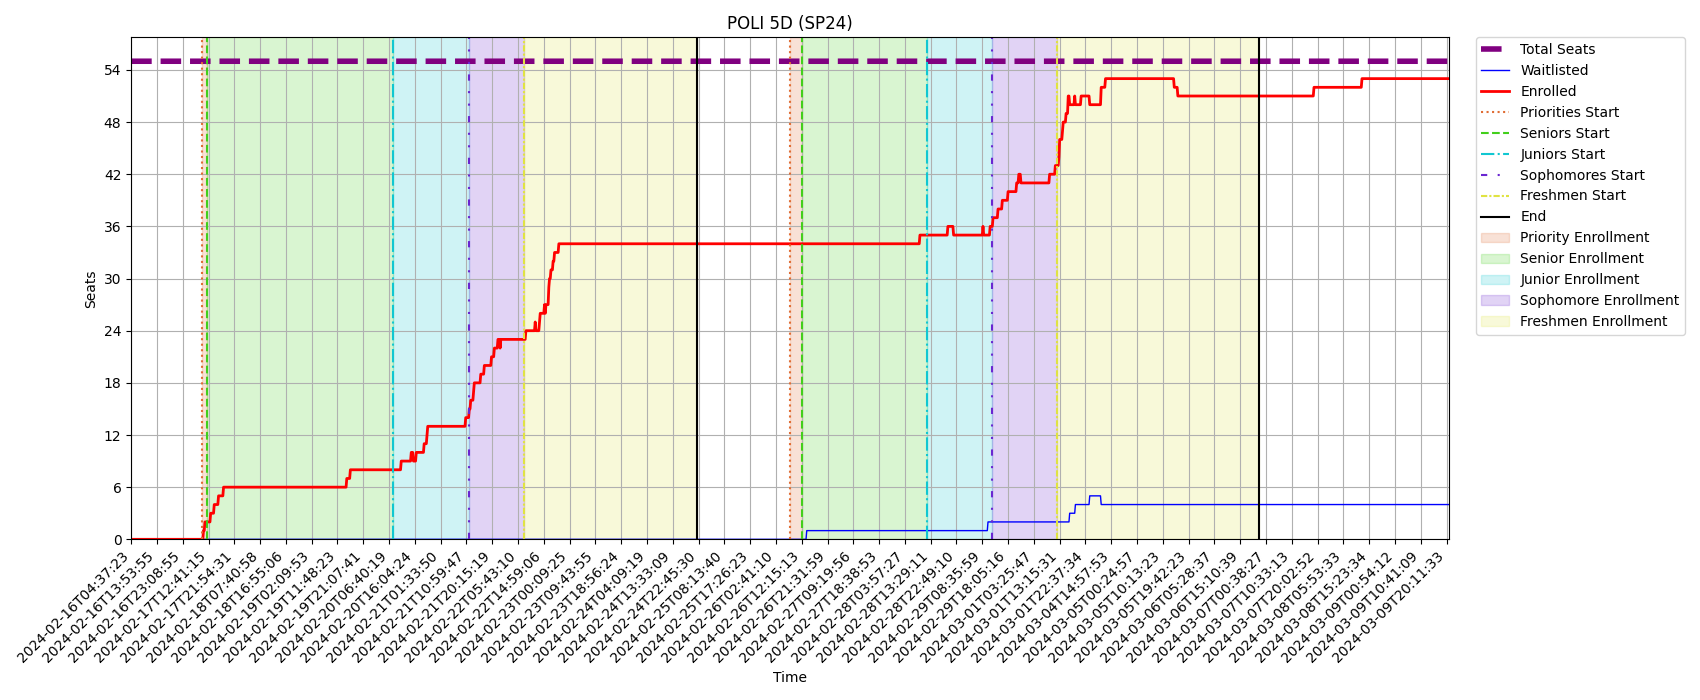 POLI 5D (SP24)
Seats
54
48
42
36
30
24
18
12
6
0
2024-02-16T04:37:23
2024-02-16T13:53:55
2024-02-16T23:08:55
2024-02-17T12:41:15
2024-02-17T21:54:31
2024-02-18T07:40:58
2024-02-18T16:55:06
2024-02-19T02:09:53
2024-02-19T11:48:23
2024-02-19T21:07:41
2024-02-20T06:40:19
2024-02-20T16:04:24
2024-02-21T01:33:50
2024-02-21T10:59:47
2024-02-21T20:15:19
2024-02-22T05:43:10
2024-02-22T14:59:06
2024-02-23T00:09:25
2024-02-23T09:43:55
2024-02-23T18:56:24
2024-02-24T04:09:19
2024-02-24T13:33:09
2024-02-24T22:45:30
2024-02-25T08:13:40
2024-02-25T17:26:23
2024-02-26T02:41:10
2024-02-26T12:15:13
2024-02-26T21:31:59
2024-02-27T09:19:56
2024-02-27T18:38:53
2024-02-28T03:57:27
2024-02-28T13:29:11
2024-02-28T22:49:10
2024-02-29T08:35:59
2024-02-29T18:05:16
2024-03-01T03:25:47
2024-03-01T13:15:31
2024-03-01T22:37:34
2024-03-04T14:57:53
2024-03-05T00:24:57
2024-03-05T10:13:23
2024-03-05T19:42:23
2024-03-06T05:28:37
2024-03-06T15:10:39
2024-03-07T00:38:27
2024-03-07T10:33:13
2024-03-07T20:02:52
2024-03-08T05:53:33
2024-03-08T15:23:34
2024-03-09T00:54:12
2024-03-09T10:41:09
2024-03-09T20:11:33
Time
Total Seats
Waitlisted
Enrolled
Priorities Start
Seniors Start
Juniors Start
Sophomores Start
Freshmen Start
End
Priority Enrollment
Senior Enrollment
Junior Enrollment
Sophomore Enrollment
Freshmen Enrollment